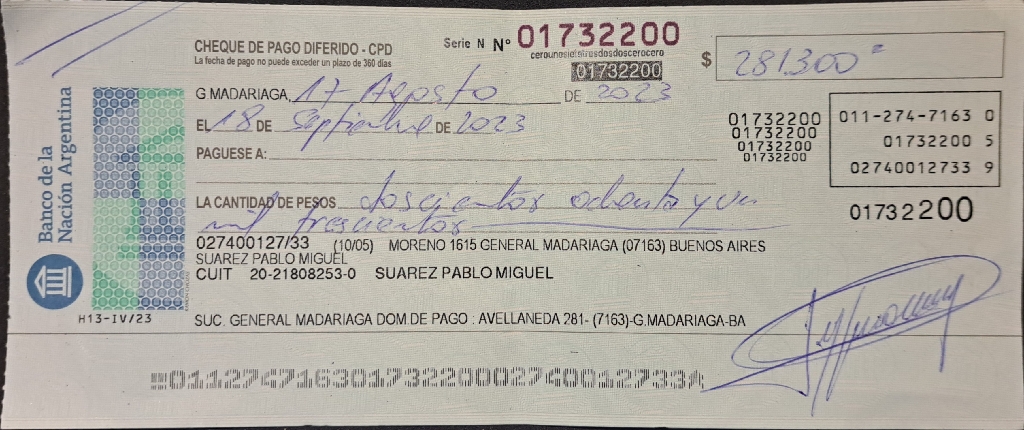 CHEQUE DE PAGO DIFERIDO - CPD
La fecha de pago no puede exceder un plazo de 360 días
Serie N Nº 01732200
cerounosietetresdosdoscerocero
01732200
$ 281.300=
G.MADARIAGA, 17 Agosto DE 2023
EL 18 DE Septiembre DE 2023
PAGUESE A:
01732200
01732200
01732200
01732200
011-274-7163 0
01732200 5
02740012733 9
01732200
LA CANTIDAD DE PESOS doscientos ochenta y un
mil trescientos
027400127/33 (10/05) MORENO 1615 GENERAL MADARIAGA (07163) BUENOS AIRES
SUAREZ PABLO MIGUEL
CUIT 20-21808253-0 SUAREZ PABLO MIGUEL
SUC. GENERAL MADARIAGA DOM.DE PAGO : AVELLANEDA 281- (7163)-G.MADARIAGA-BA
Banco de la
Nación Argentina
H13-IV/23
01127471630173220002740012733